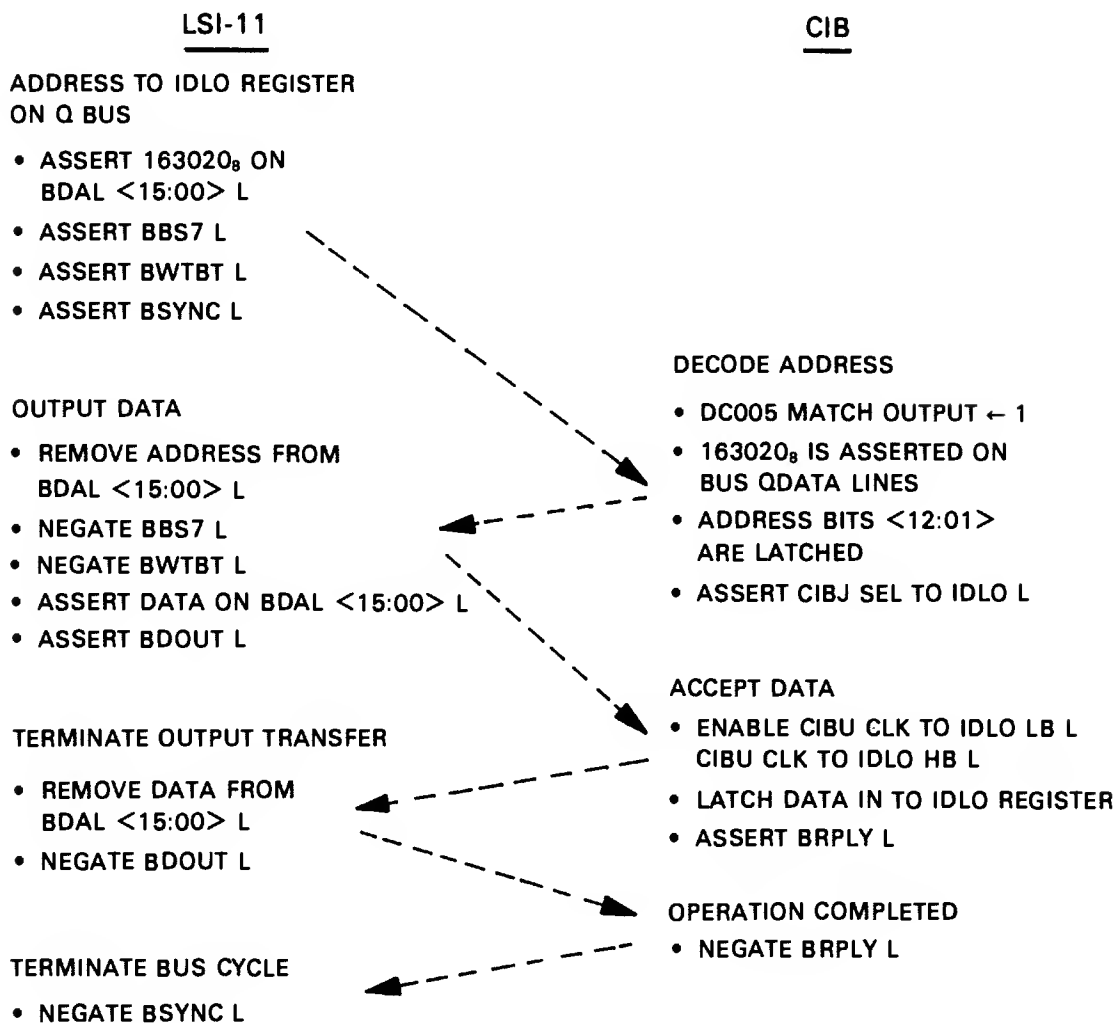 LSI-11
CIB
ADDRESS TO IDLO REGISTER
ON Q BUS
• ASSERT 163020₈ ON
BDAL <15:00> L
• ASSERT BBS7 L
• ASSERT BWTBT L
• ASSERT BSYNC L
DECODE ADDRESS
• DC005 MATCH OUTPUT ← 1
• 163020₈ IS ASSERTED ON
BUS QDATA LINES
• ADDRESS BITS <12:01>
ARE LATCHED
• ASSERT CIBJ SEL TO IDLO L
OUTPUT DATA
• REMOVE ADDRESS FROM
BDAL <15:00> L
• NEGATE BBS7 L
• NEGATE BWTBT L
• ASSERT DATA ON BDAL <15:00> L
• ASSERT BDOUT L
ACCEPT DATA
• ENABLE CIBU CLK TO IDLO LB L
CIBU CLK TO IDLO HB L
• LATCH DATA IN TO IDLO REGISTER
• ASSERT BRPLY L
TERMINATE OUTPUT TRANSFER
• REMOVE DATA FROM
BDAL <15:00> L
• NEGATE BDOUT L
OPERATION COMPLETED
• NEGATE BRPLY L
TERMINATE BUS CYCLE
• NEGATE BSYNC L